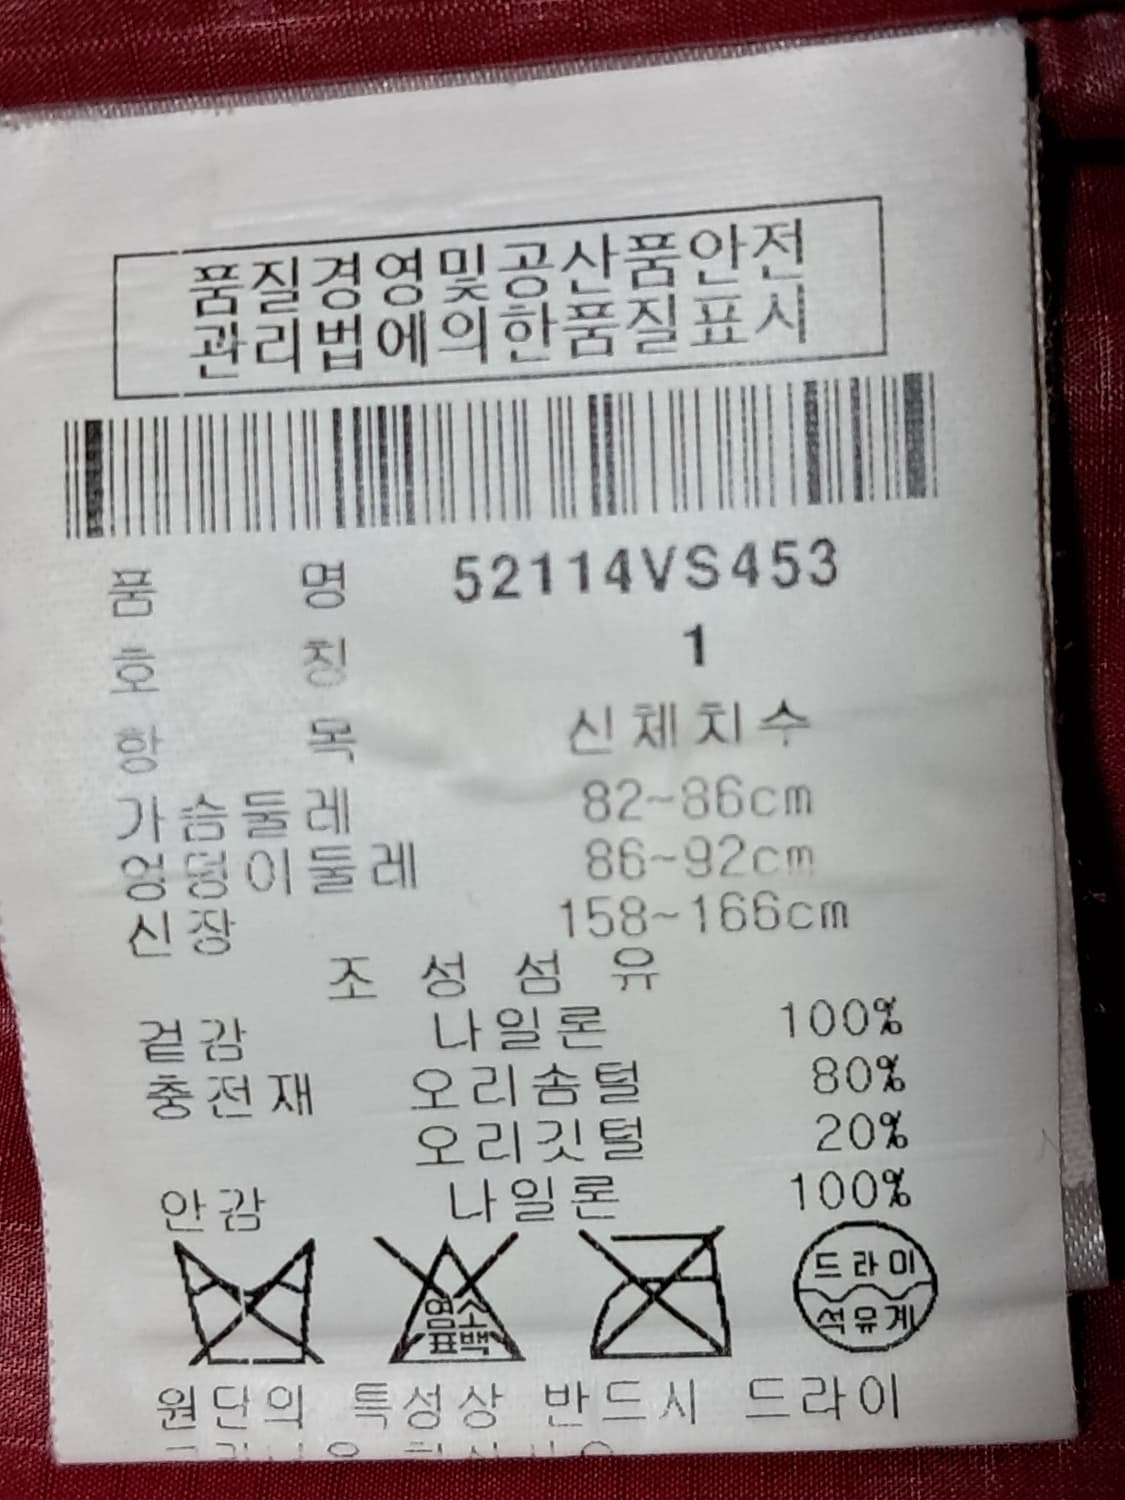 품질경영및공산품안전
관리법에의한품질표시
품 명 52114VS453
호 칭 1
항 목 신체치수
가슴둘레 82~86cm
엉덩이둘레 86~92cm
신장 158~166cm
조 성 섬 유
겉감 나일론 100%
충전재 오리솜털 80%
오리깃털 20%
안감 나일론 100%
염소
표백
드라이
석유계
원단의 특성상 반드시 드라이